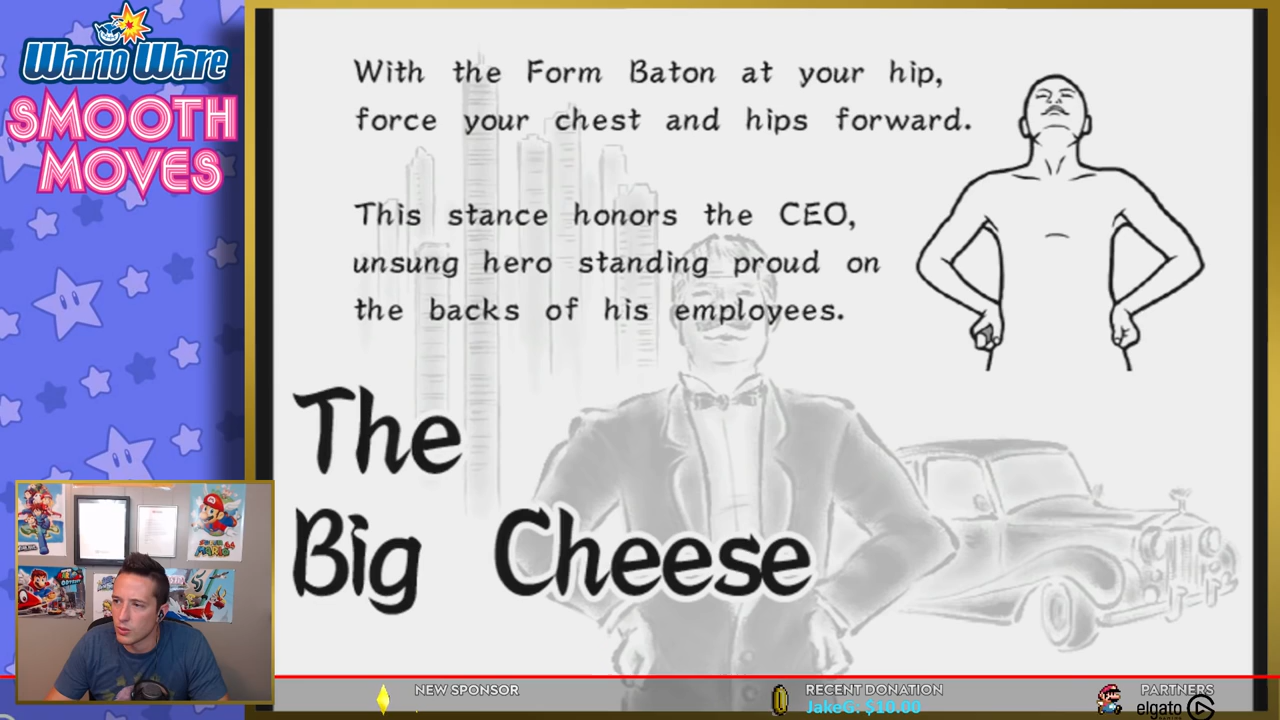 Wario Ware
SMOOTH
MOVES
With the Form Baton at your hip,
force your chest and hips forward.
This stance honors the CEO,
unsung hero standing proud on
the backs of his employees.
The
Big Cheese
NEW SPONSOR
RECENT DONATION
JakeG: $10.00
PARTNERS
elgato